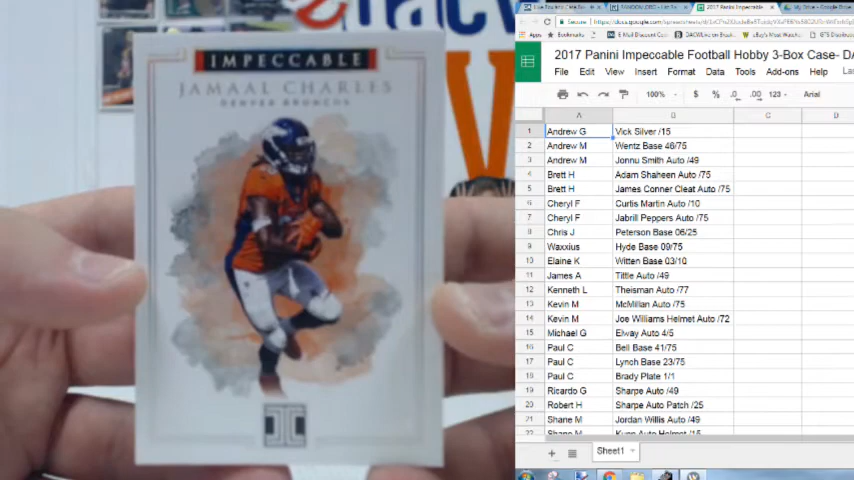 IMPECCABLE
JAMAAL CHARLES
DENVER BRONCOS
Secure
Apps
Bookmarks
2017 Panini Impeccable Football Hobby 3-Box Case- DA
File Edit View Insert Format Data Tools Add-ons Help
100% $ % .0 .00 123 Arial
A B C D
1 Andrew G Vick Silver /15
2 Andrew M Wentz Base 46/75
3 Andrew M Jonnu Smith Auto /49
4 Brett H Adam Shaheen Auto /75
5 Brett H James Conner Cleat Auto /75
6 Cheryl F Curtis Martin Auto /10
7 Cheryl F Jabrill Peppers Auto /75
8 Chris J Peterson Base 06/25
9 Waxxius Hyde Base 09/75
10 Elaine K Witten Base 03/10
11 James A Tittle Auto /49
12 Kenneth L Theisman Auto /77
13 Kevin M McMillan Auto /75
14 Kevin M Joe Williams Helmet Auto /72
15 Michael G Elway Auto 4/5
16 Paul C Bell Base 41/75
17 Paul C Lynch Base 23/75
18 Paul C Brady Plate 1/1
19 Ricardo G Sharpe Auto /49
20 Robert H Sharpe Auto Patch /25
21 Shane M Jordan Willis Auto /49
Sheet1